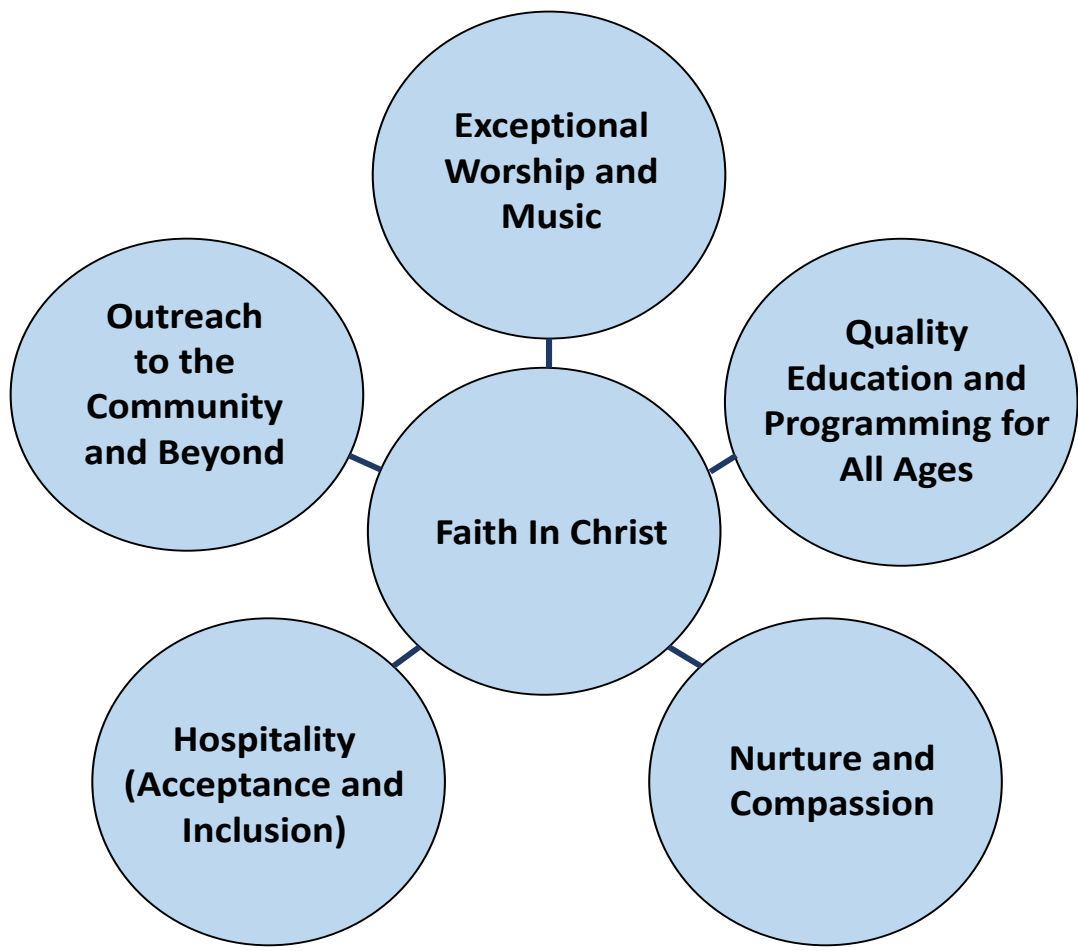 Exceptional
Worship and
Music
Outreach
to the
Community
and Beyond
Quality
Education and
Programming for
All Ages
Faith In Christ
Hospitality
(Acceptance and
Inclusion)
Nurture and
Compassion